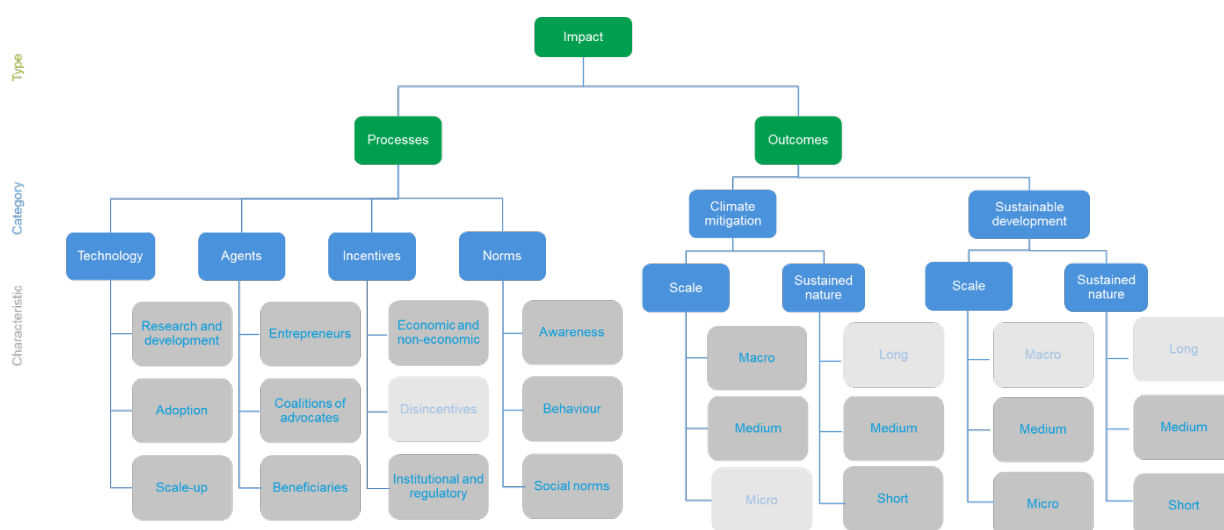 Type
Impact
Processes
Outcomes
Category
Climate
mitigation
Sustainable
development
Technology
Agents
Incentives
Norms
Scale
Sustained
nature
Scale
Sustained
nature
Characteristic
Research and
development
Entrepreneurs
Economic and
non-economic
Awareness
Macro
Long
Macro
Long
Adoption
Coalitions of
advocates
Disincentives
Behaviour
Medium
Medium
Medium
Medium
Scale-up
Beneficiaries
Institutional and
regulatory
Social norms
Micro
Short
Micro
Short